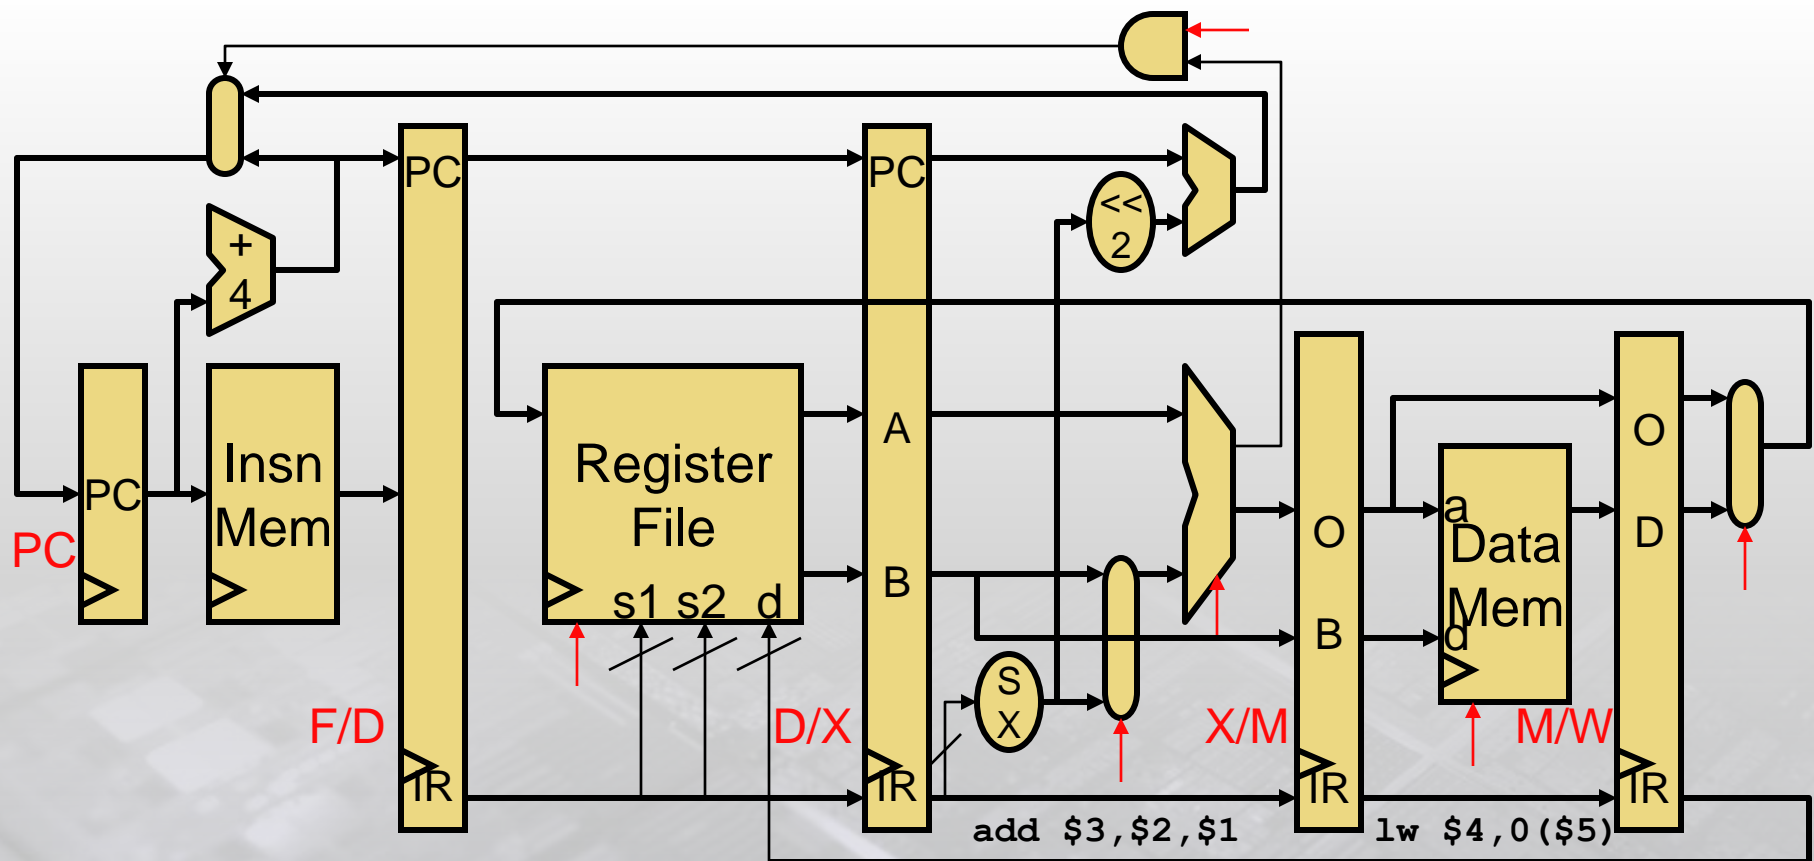 PC
PC
<<
2
+
4
A
O
Insn
Mem
Register
File
PC
a
Data
Mem
d
O
D
PC
B
s1 s2 d
B
S
X
F/D
D/X
X/M
M/W
IR
IR
IR
IR
add $3,$2,$1
lw $4,0($5)